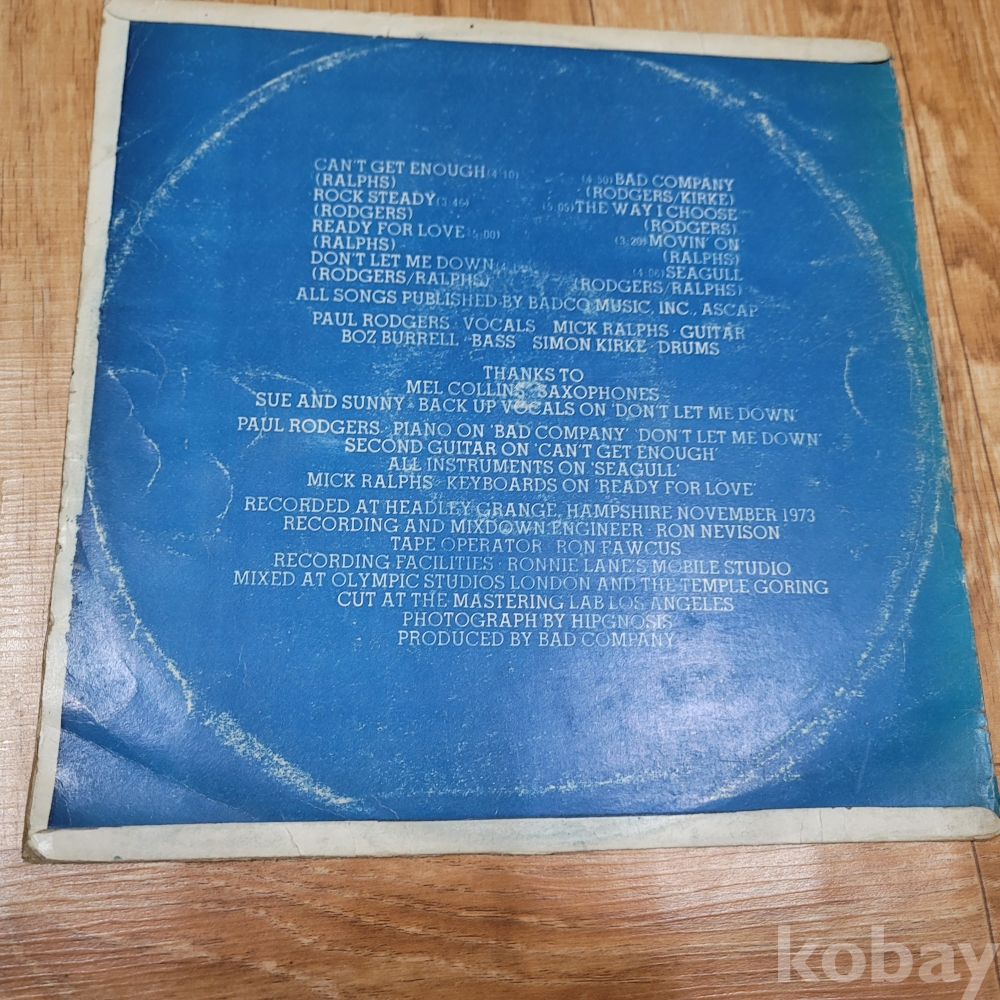 CAN'T GET ENOUGH (4:10)
(RALPHS)
ROCK STEADY (3:46)
(RODGERS)
READY FOR LOVE (5:00)
(RALPHS)
DON'T LET ME DOWN
(RODGERS/RALPHS)
(4:50) BAD COMPANY
(RODGERS/KIRKE)
(5:05) THE WAY I CHOOSE
(RODGERS)
(3:20) MOVIN' ON
(RALPHS)
(4:06) SEAGULL
(RODGERS/RALPHS)
ALL SONGS PUBLISHED BY BADCO MUSIC, INC., ASCAP
PAUL RODGERS · VOCALS MICK RALPHS · GUITAR
BOZ BURRELL · BASS SIMON KIRKE · DRUMS
THANKS TO
MEL COLLINS · SAXOPHONES
SUE AND SUNNY · BACK UP VOCALS ON 'DON'T LET ME DOWN'
PAUL RODGERS · PIANO ON 'BAD COMPANY' 'DON'T LET ME DOWN'
SECOND GUITAR ON 'CAN'T GET ENOUGH'
ALL INSTRUMENTS ON 'SEAGULL'
MICK RALPHS · KEYBOARDS ON 'READY FOR LOVE'
RECORDED AT HEADLEY GRANGE, HAMPSHIRE NOVEMBER 1973
RECORDING AND MIXDOWN ENGINEER · RON NEVISON
TAPE OPERATOR · RON FAWCUS
RECORDING FACILITIES · RONNIE LANE'S MOBILE STUDIO
MIXED AT OLYMPIC STUDIOS LONDON AND THE TEMPLE GORING
CUT AT THE MASTERING LAB LOS ANGELES
PHOTOGRAPH BY HIPGNOSIS
PRODUCED BY BAD COMPANY
kobay